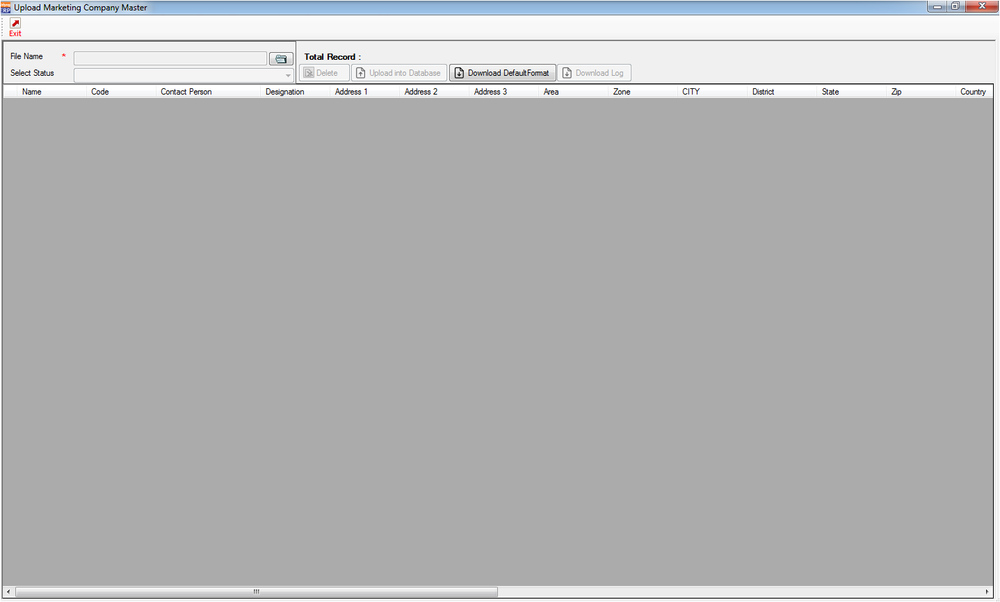 ERP Upload Marketing Company Master
Exit
File Name *
Total Record :
Select Status
Delete Upload into Database Download DefaultFormat Download Log
Name Code Contact Person Designation Address 1 Address 2 Address 3 Area Zone CITY District State Zip Country